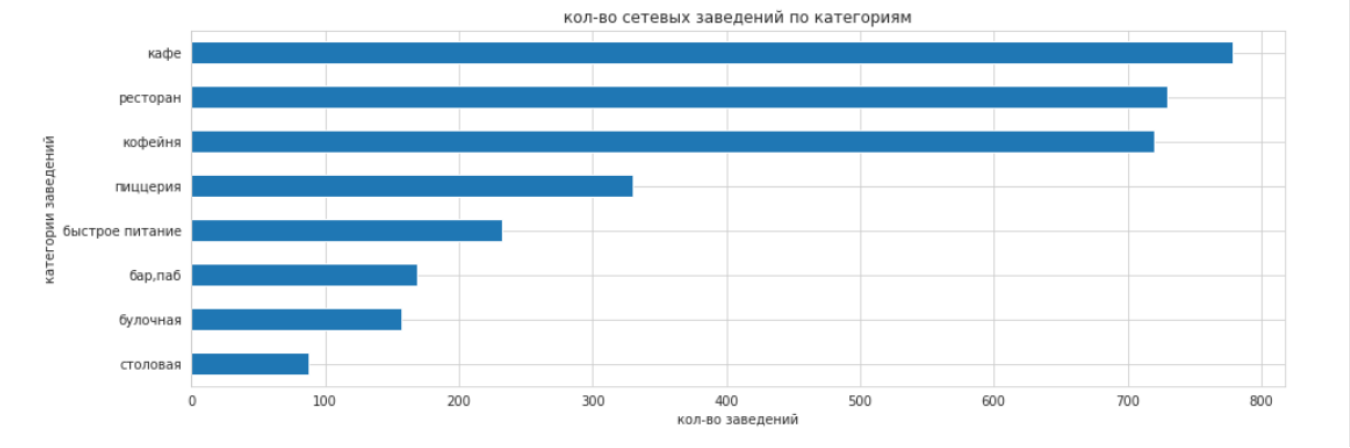 кол-во сетевых заведений по категориям
категории заведений
кафе
ресторан
кофейня
пиццерия
быстрое питание
бар,паб
булочная
столовая
0 100 200 300 400 500 600 700 800
кол-во заведений